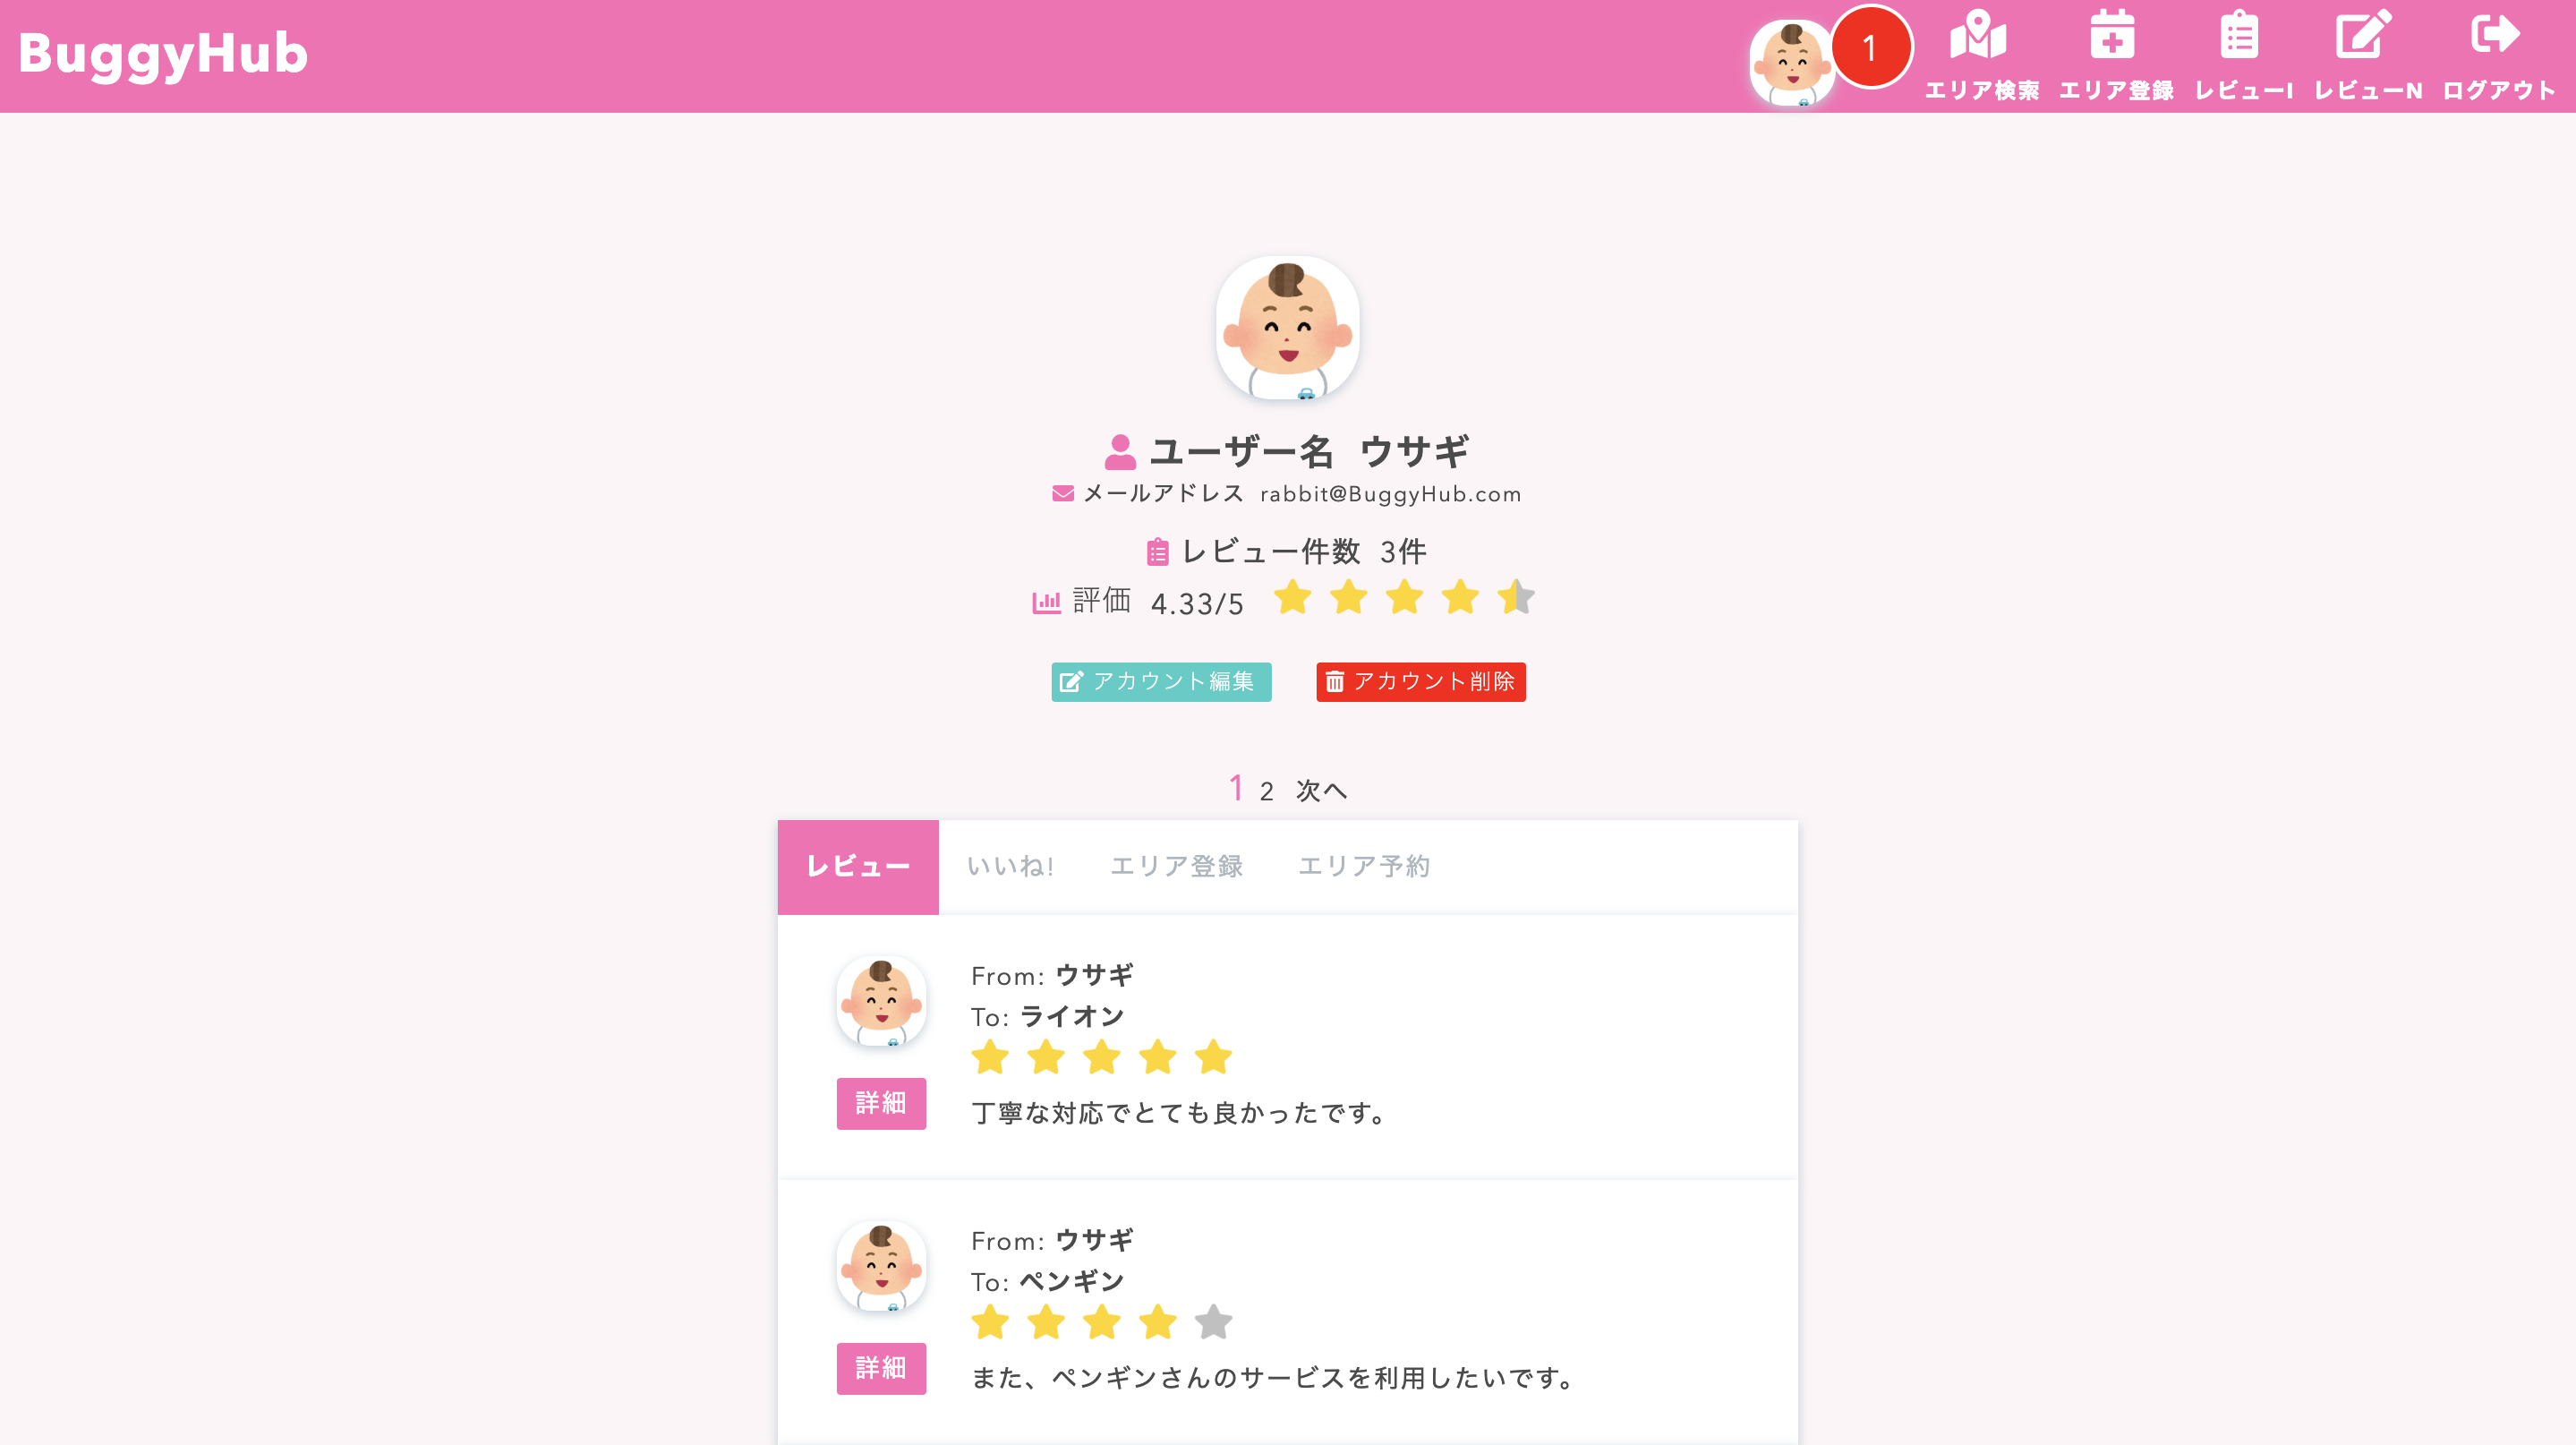 BuggyHub
1
エリア検索 エリア登録 レビューI レビューN ログアウト
ユーザー名 ウサギ
メールアドレス rabbit@BuggyHub.com
レビュー件数 3件
評価 4.33/5
アカウント編集 アカウント削除
1 2 次へ
レビュー いいね! エリア登録 エリア予約
From: ウサギ
To: ライオン
詳細
丁寧な対応でとても良かったです。
From: ウサギ
To: ペンギン
詳細
また、ペンギンさんのサービスを利用したいです。